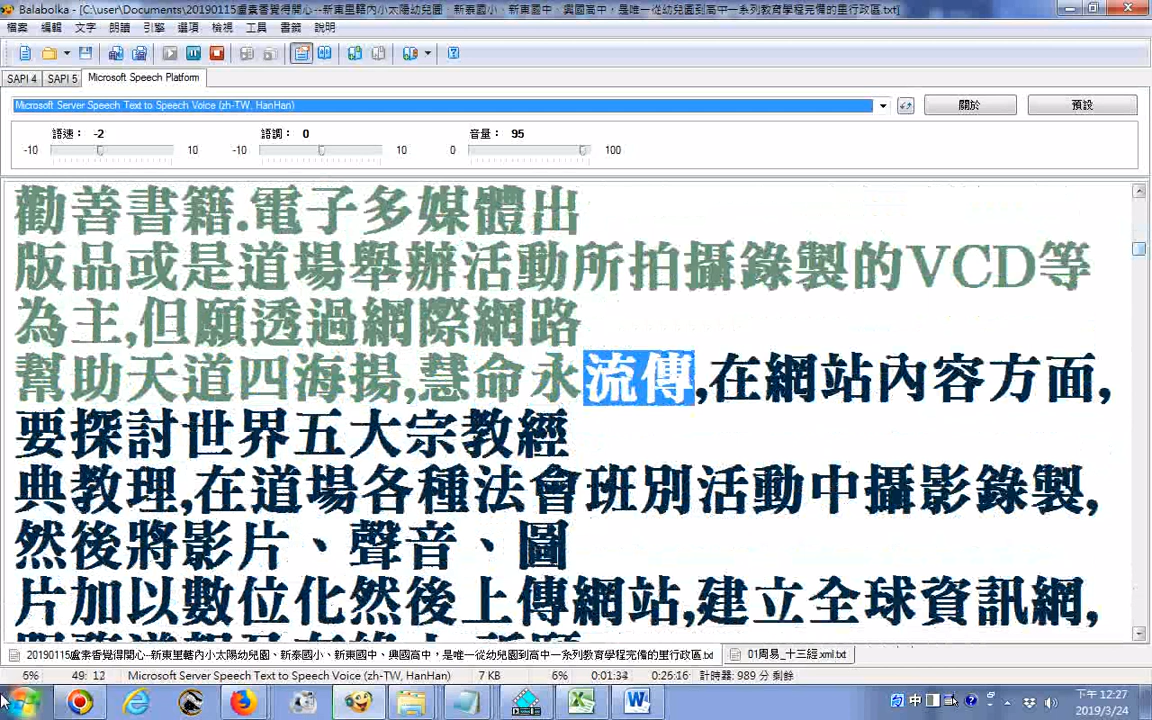 Balabolka - [C:\user\Documents\20190115盧素香覺得開心--新東里轄內小太陽幼兒園、新泰國小、新東國中、興國高中，是唯一從幼兒園到高中一系列教育學程完備的里行政區.txt]
檔案 編輯 文字 朗讀 引擎 選項 檢視 工具 書籤 說明
SAPI 4 SAPI 5 Microsoft Speech Platform
Microsoft Server Speech Text to Speech Voice (zh-TW, HanHan) 關於 預設
語速： -2 語調： 0 音量： 95
-10 10 -10 10 0 100
勸善書籍.電子多媒體出
版品或是道場舉辦活動所拍攝錄製的VCD等
為主,但願透過網際網路
幫助天道四海揚,慧命永流傳,在網站內容方面,
要探討世界五大宗教經
典教理,在道場各種法會班別活動中攝影錄製,
然後將影片、聲音、圖
片加以數位化然後上傳網站,建立全球資訊網,
20190115盧素香覺得開心--新東里轄內小太陽幼兒園、新泰國小、新東國中、興國高中，是唯一從幼兒園到高中一系列教育學程完備的里行政區.txt 01周易_十三經.xml.txt
6% 49: 12 Microsoft Server Speech Text to Speech Voice (zh-TW, HanHan) 7 KB 6% 0:01:34 0:25:16 計時器: 989 分 剩餘
中 下午 12:27
2019/3/24